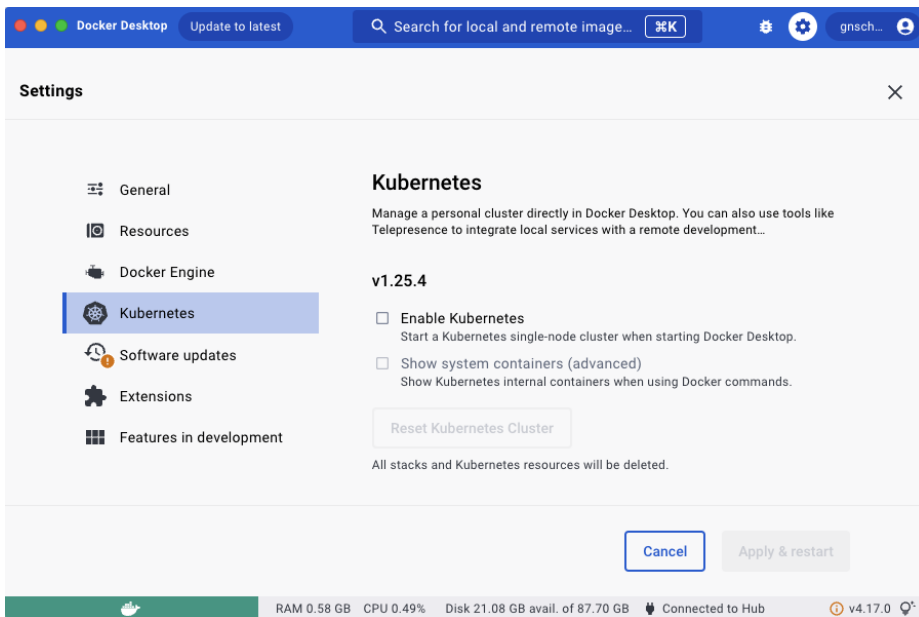 Docker Desktop Update to latest Search for local and remote image... ⌘K gnsch...
Settings
General
Resources
Docker Engine
Kubernetes
Software updates
Extensions
Features in development
Kubernetes
Manage a personal cluster directly in Docker Desktop. You can also use tools like
Telepresence to integrate local services with a remote development...
v1.25.4
Enable Kubernetes
Start a Kubernetes single-node cluster when starting Docker Desktop.
Show system containers (advanced)
Show Kubernetes internal containers when using Docker commands.
Reset Kubernetes Cluster
All stacks and Kubernetes resources will be deleted.
Cancel Apply & restart
RAM 0.58 GB CPU 0.49% Disk 21.08 GB avail. of 87.70 GB Connected to Hub v4.17.0